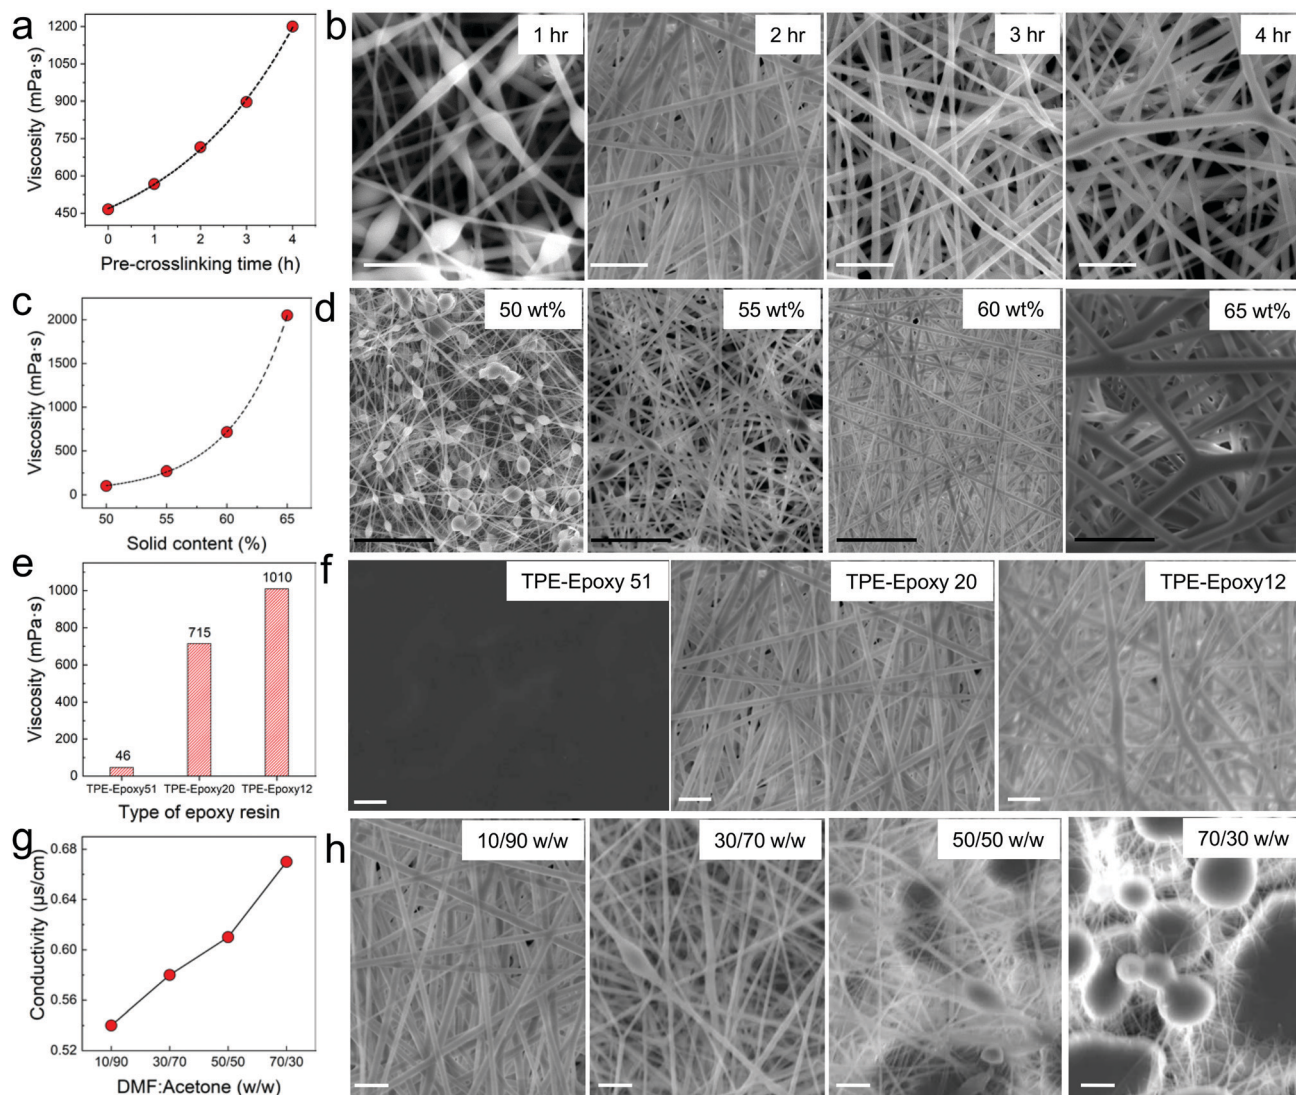 a
1200
1050
900
750
600
450
Viscosity (mPa·s)
0 1 2 3 4
Pre-crosslinking time (h)
b
1 hr
2 hr
3 hr
4 hr
c
2000
1500
1000
500
0
Viscosity (mPa·s)
50 55 60 65
Solid content (%)
d
50 wt%
55 wt%
60 wt%
65 wt%
e
1000
800
600
400
200
0
Viscosity (mPa·s)
46
715
1010
TPE-Epoxy51 TPE-Epoxy20 TPE-Epoxy12
Type of epoxy resin
f
TPE-Epoxy 51
TPE-Epoxy 20
TPE-Epoxy12
g
0.68
0.64
0.60
0.56
0.52
Conductivity (μs/cm)
10/90 30/70 50/50 70/30
DMF:Acetone (w/w)
h
10/90 w/w
30/70 w/w
50/50 w/w
70/30 w/w